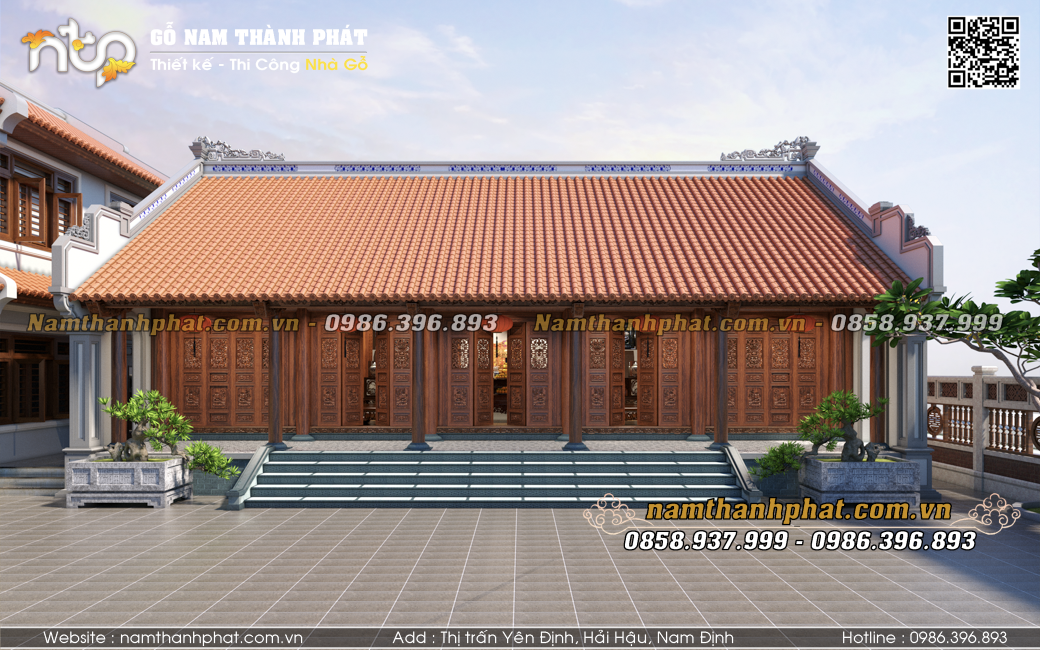 ntp
GỖ NAM THÀNH PHÁT
Thiết kế - Thi Công Nhà Gỗ
Namthanhphat.com.vn - 0986.396.893
Namthanhphat.com.vn - 0858.937.999
namthanhphat.com.vn
0858.937.999 - 0986.396.893
Website : namthanhphat.com.vn
Add : Thị trấn Yên Định, Hải Hậu, Nam Định
Hotline : 0986.396.893